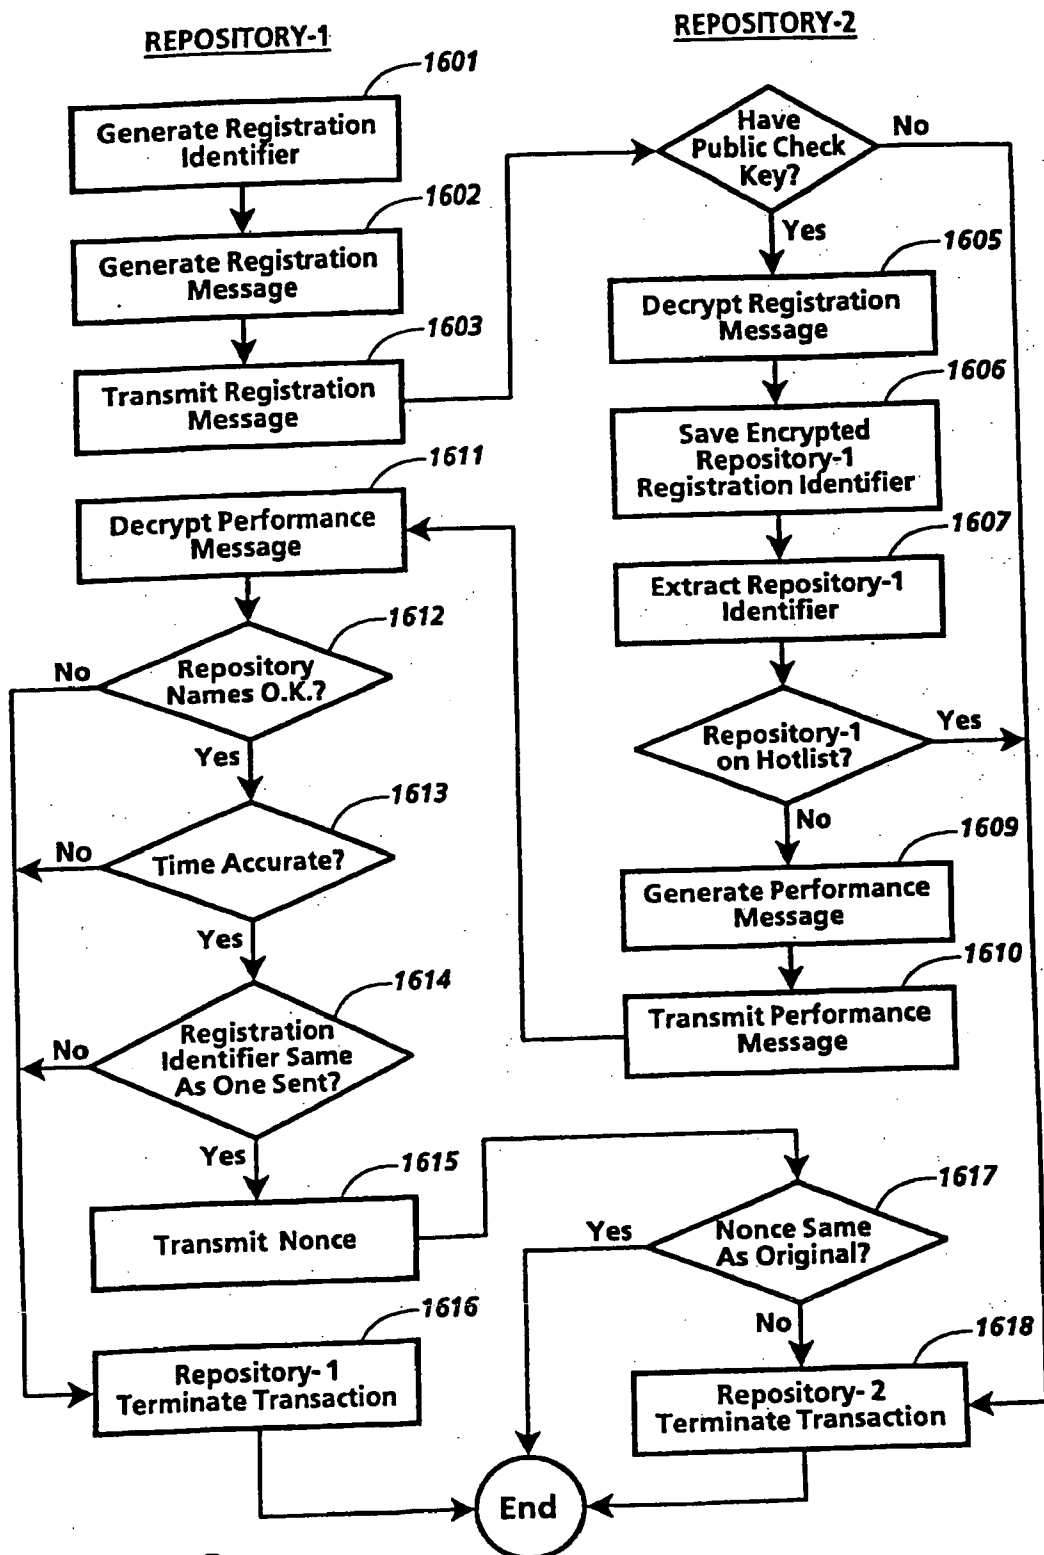 REPOSITORY-1
1601
Generate Registration
Identifier
1602
Generate Registration
Message
1603
Transmit Registration
Message
1611
Decrypt Performance
Message
1612
Repository
Names O.K.?
No
Yes
1613
Time Accurate?
No
Yes
1614
Registration
Identifier Same
As One Sent?
No
Yes
1615
Transmit Nonce
1616
Repository-1
Terminate Transaction
REPOSITORY-2
Have
Public Check
Key?
No
Yes
1605
Decrypt Registration
Message
1606
Save Encrypted
Repository-1
Registration Identifier
1607
Extract Repository-1
Identifier
Repository-1
on Hotlist?
Yes
No
1609
Generate Performance
Message
1610
Transmit Performance
Message
1617
Nonce Same
As Original?
Yes
No
1618
Repository-2
Terminate Transaction
End